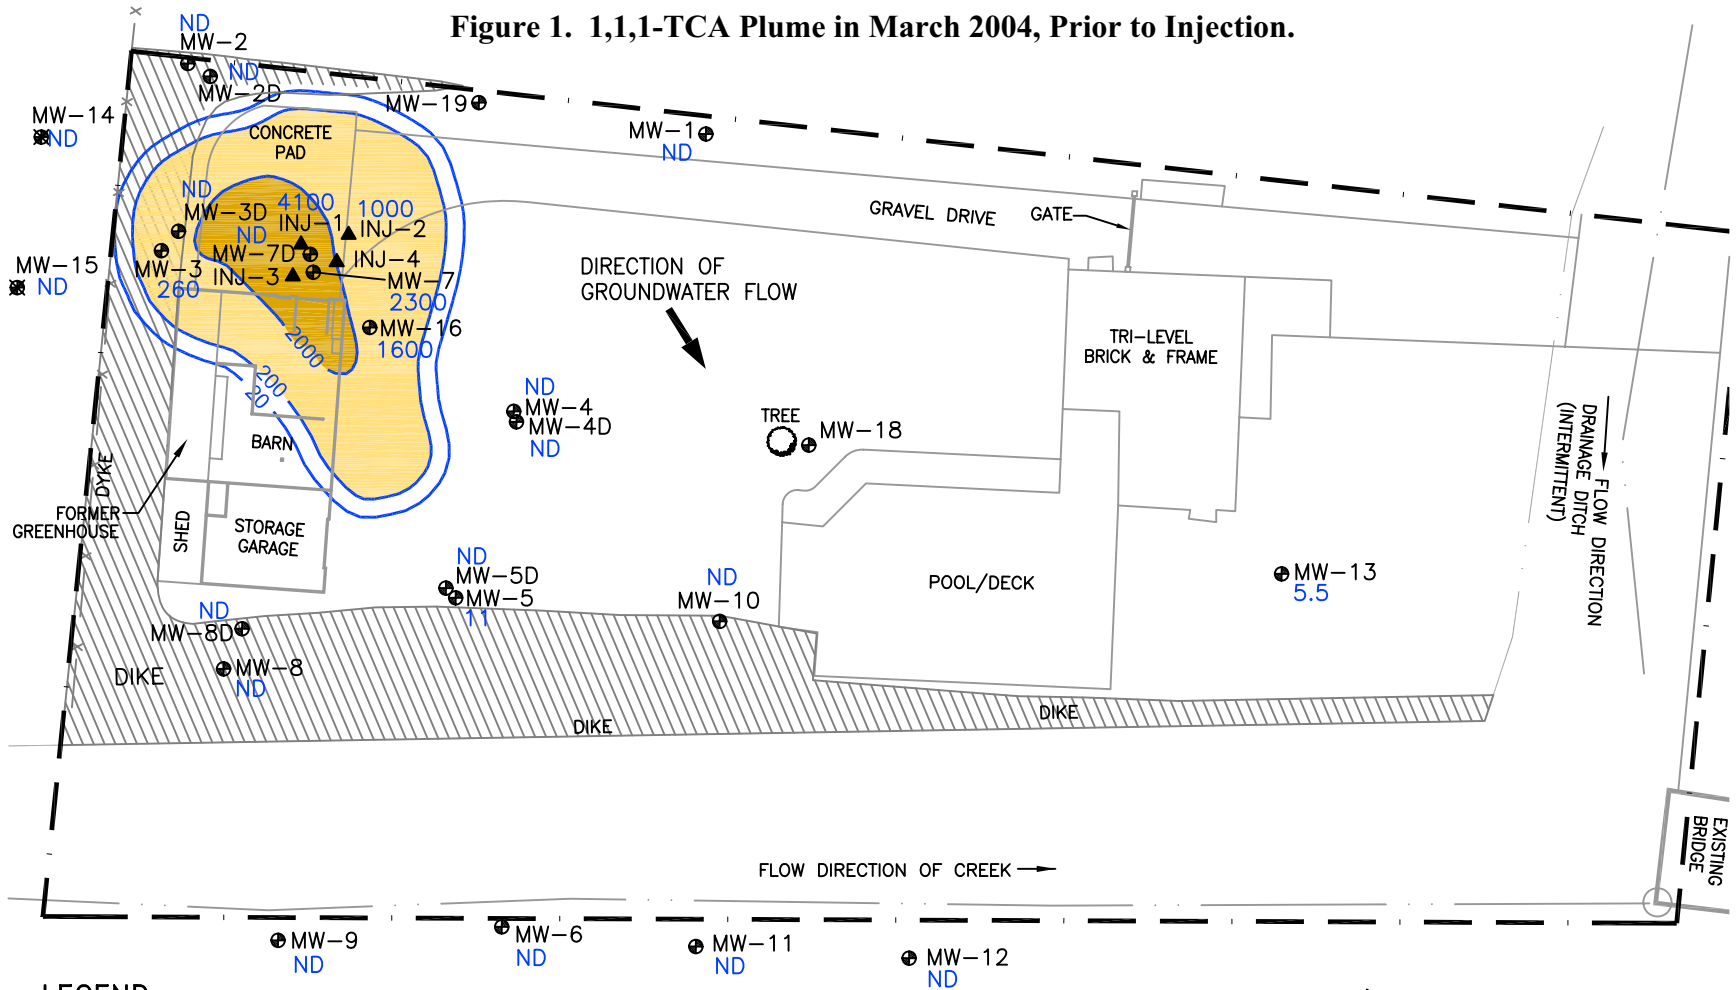 Figure 1. 1,1,1-TCA Plume in March 2004, Prior to Injection.
ND
MW-2
ND
MW-2D
MW-19
MW-14
ND
MW-1
ND
CONCRETE
PAD
ND
MW-3D
4100
INJ-1
1000
INJ-2
ND
MW-7D
INJ-4
MW-3
260
INJ-3
MW-7
2300
MW-15
ND
MW-16
1600
2000
200
20
GRAVEL DRIVE
GATE
DIRECTION OF
GROUNDWATER FLOW
TRI-LEVEL
BRICK & FRAME
ND
MW-4
MW-4D
ND
TREE
MW-18
BARN
DYKE
FORMER
GREENHOUSE
SHED
STORAGE
GARAGE
FLOW DIRECTION
DRAINAGE DITCH
(INTERMITTENT)
ND
MW-5D
MW-5
11
ND
MW-10
POOL/DECK
MW-13
5.5
ND
MW-8D
MW-8
ND
DIKE
DIKE
DIKE
EXISTING
BRIDGE
FLOW DIRECTION OF CREEK
MW-9
ND
MW-6
ND
MW-11
ND
MW-12
ND
LEGEND